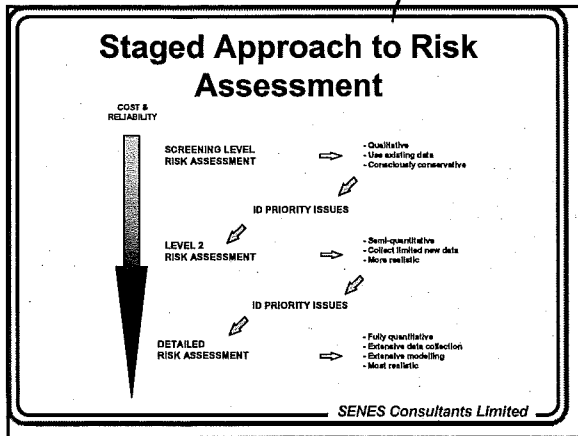 Staged Approach to Risk
Assessment
COST &
RELIABILITY
SCREENING LEVEL
RISK ASSESSMENT
- Qualitative
- Use existing data
- Consciously conservative
ID PRIORITY ISSUES
LEVEL 2
RISK ASSESSMENT
- Semi-quantitative
- Collect limited new data
- More realistic
ID PRIORITY ISSUES
DETAILED
RISK ASSESSMENT
- Fully quantitative
- Extensive data collection
- Extensive modelling
- Most realistic
SENES Consultants Limited